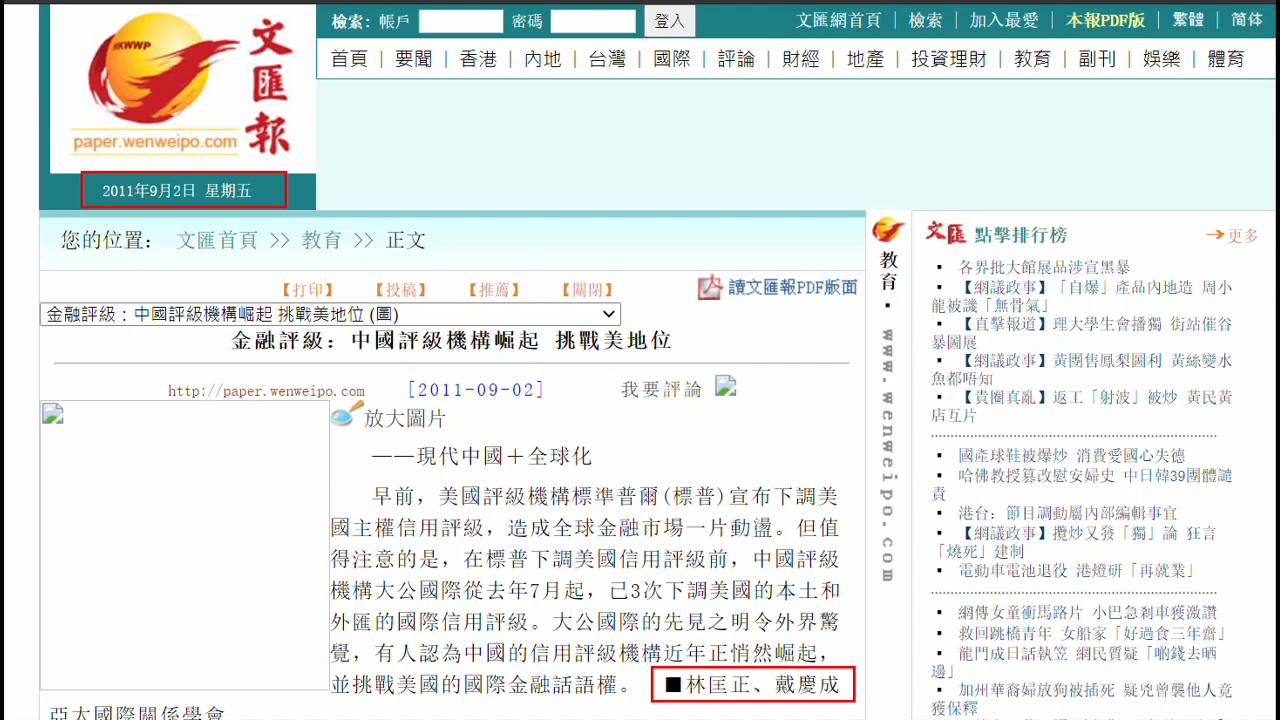 檢索: 帳戶 密碼 登入
文匯網首頁 | 檢索 | 加入最愛 | 本報PDF版 | 繁體 | 简体
首頁 | 要聞 | 香港 | 內地 | 台灣 | 國際 | 評論 | 財經 | 地產 | 投資理財 | 教育 | 副刊 | 娛樂 | 體育
HKWWP
文匯報
paper.wenweipo.com
2011年9月2日 星期五
您的位置: 文匯首頁 >> 教育 >> 正文
【打印】 【投稿】 【推薦】 【關閉】
讀文匯報PDF版面
金融評級：中國評級機構崛起 挑戰美地位 (圖)
金融評級: 中國評級機構崛起 挑戰美地位
http://paper.wenweipo.com [2011-09-02] 我要評論
放大圖片
——現代中國＋全球化
早前，美國評級機構標準普爾(標普)宣布下調美
國主權信用評級，造成全球金融市場一片動盪。但值
得注意的是，在標普下調美國信用評級前，中國評級
機構大公國際從去年7月起，已3次下調美國的本土和
外匯的國際信用評級。大公國際的先見之明令外界驚
覺，有人認為中國的信用評級機構近年正悄然崛起，
並挑戰美國的國際金融話語權。 ■林匡正、戴慶成
亞太國際關係學會
教育
·
www.wenweipo.com
文匯 點擊排行榜
更多
▪ 各界批大館展品涉宣黑暴
▪ 【網議政事】「自爆」產品內地造 周小
龍被譏「無骨氣」
▪ 【直擊報道】理大學生會播獨 街站催谷
暴圖展
▪ 【網議政事】黃團售鳳梨圖利 黃絲變水
魚都唔知
▪ 【貴圈真亂】返工「射波」被炒 黃民黃
店互片
▪ 國產球鞋被爆炒 消費愛國心失德
▪ 哈佛教授篡改慰安婦史 中日韓39團體譴
責
▪ 港台: 節目調動屬內部編輯事宜
▪ 【網議政事】攬炒又發「獨」論 狂言
「燒死」建制
▪ 電動車電池退役 港燈研「再就業」
▪ 網傳女童衝馬路片 小巴急剎車獲激讚
▪ 救回跳橋青年 女船家「好過食三年齋」
▪ 龍門成日話執笠 網民質疑「啲錢去晒
邊」
▪ 加州華裔婦放狗被插死 疑兇曾襲他人竟
獲保釋